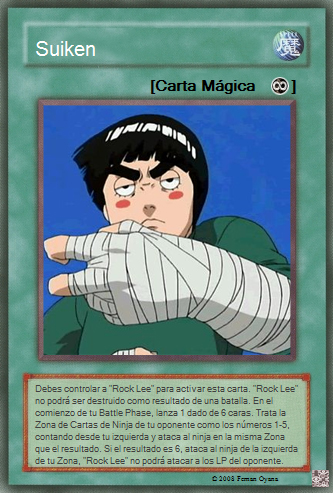 Suiken
魔
[Carta Mágica ]
Debes controlar a "Rock Lee" para activar esta carta. "Rock Lee"
no podrá ser destruido como resultado de una batalla. En el
comienzo de tu Battle Phase, lanza 1 dado de 6 caras. Trata la
Zona de Cartas de Ninja de tu oponente como los números 1-5,
contando desde tu izquierda y ataca al ninja en la misma Zona
que el resultado. Si el resultado es 6, ataca al ninja de la izquierda
de tu Zona, "Rock Lee" no podrá atacar a los LP del oponente.
© 2008 Fernan Oyana